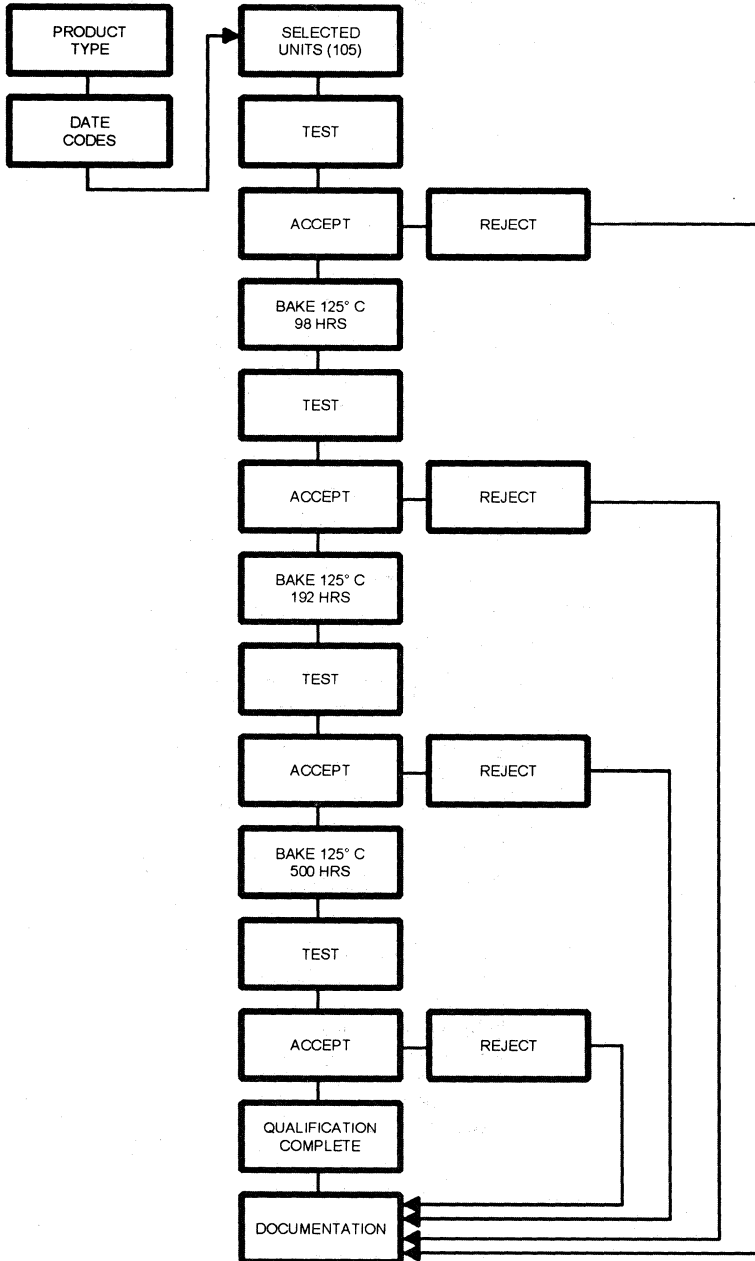 PRODUCT
TYPE
DATE
CODES
SELECTED
UNITS (105)
TEST
ACCEPT
REJECT
BAKE 125° C
98 HRS
TEST
ACCEPT
REJECT
BAKE 125° C
192 HRS
TEST
ACCEPT
REJECT
BAKE 125° C
500 HRS
TEST
ACCEPT
REJECT
QUALIFICATION
COMPLETE
DOCUMENTATION